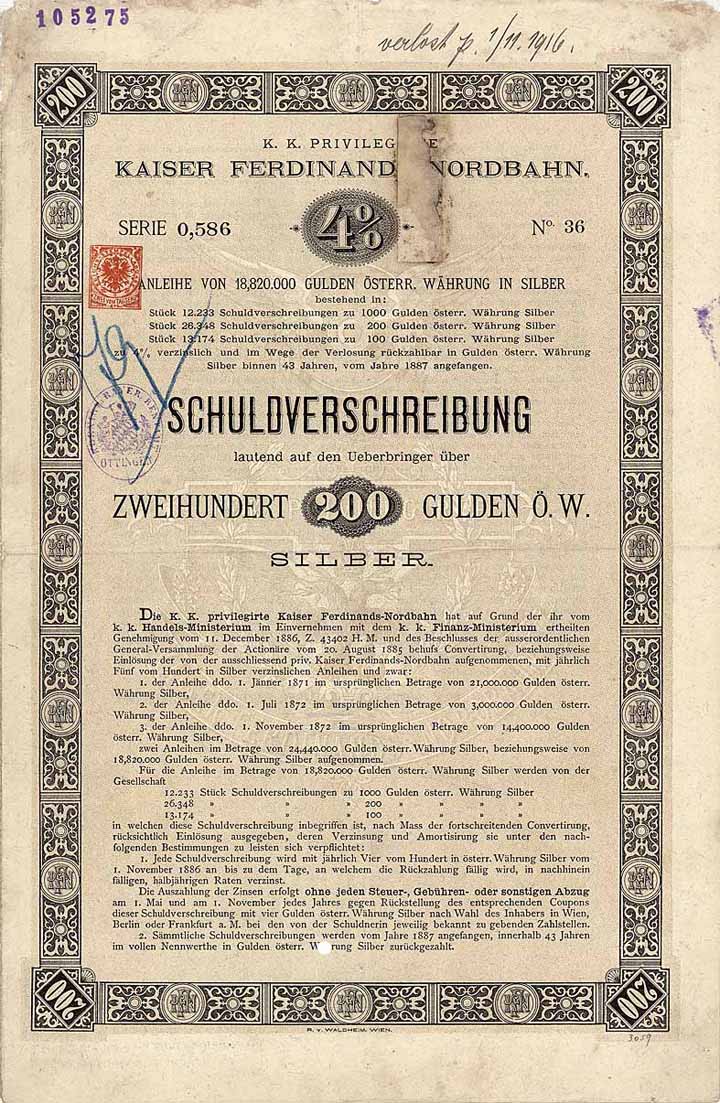 105275
verlost p. 1/11. 1916.
200 200
K. K. PRIVILEG E
KAISER FERDINAND NORDBAHN.
SERIE 0,586 4% No. 36
ANLEIHE VON 18,820.000 GULDEN ÖSTERR. WÄHRUNG IN SILBER
bestehend in:
Stück 12.233 Schuldverschreibungen zu 1000 Gulden österr. Währung Silber
Stück 26.348 Schuldverschreibungen zu 200 Gulden österr. Währung Silber
Stück 13.174 Schuldverschreibungen zu 100 Gulden österr. Währung Silber
zu 4% verzinslich und im Wege der Verlosung rückzahlbar in Gulden österr. Währung
Silber binnen 43 Jahren, vom Jahre 1887 angefangen.
SCHULDVERSCHREIBUNG
lautend auf den Ueberbringer über
OTTINGEN
ZWEIHUNDERT 200 GULDEN Ö. W.
SILBER.
Die K. K. privilegirte Kaiser Ferdinands-Nordbahn hat auf Grund der ihr vom
k. k. Handels-Ministerium im Einvernehmen mit dem k. k. Finanz-Ministerium ertheilten
Genehmigung vom 11. December 1886, Z. 43402 H. M. und des Beschlusses der ausserordentlichen
General-Versammlung der Actionäre vom 20. August 1885 behufs Convertirung, beziehungsweise
Einlösung der von der ausschliessend priv. Kaiser Ferdinands-Nordbahn aufgenommenen, mit jährlich
Fünf vom Hundert in Silber verzinslichen Anleihen und zwar:
1. der Anleihe ddo. 1. Jänner 1871 im ursprünglichen Betrage von 21,000.000 Gulden österr.
Währung Silber,
2. der Anleihe ddo. 1. Juli 1872 im ursprünglichen Betrage von 3,000.000 Gulden österr.
Währung Silber,
3. der Anleihe ddo. 1. November 1872 im ursprünglichen Betrage von 14,400.000 Gulden
österr. Währung Silber,
zwei Anleihen im Betrage von 24,440.000 Gulden österr. Währung Silber, beziehungsweise von
18,820.000 Gulden österr. Währung Silber aufgenommen.
Für die Anleihe im Betrage von 18,820.000 Gulden österr. Währung Silber werden von der
Gesellschaft
12.233 Stück Schuldverschreibungen zu 1000 Gulden österr. Währung Silber
26.348 » » » 200 » » » »
13.174 » » » 100 » » » »
in welchen diese Schuldverschreibung inbegriffen ist, nach Mass der fortschreitenden Convertirung,
rücksichtlich Einlösung ausgegeben, deren Verzinsung und Amortisirung sie unter den nach-
folgenden Bestimmungen zu leisten sich verpflichtet:
1. Jede Schuldverschreibung wird mit jährlich Vier vom Hundert in österr. Währung Silber vom
1. November 1886 an bis zu dem Tage, an welchem die Rückzahlung fällig wird, in nachhinein
fälligen, halbjährigen Raten verzinst.
Die Auszahlung der Zinsen erfolgt ohne jeden Steuer-, Gebühren- oder sonstigen Abzug
am 1. Mai und am 1. November jedes Jahres gegen Rückstellung des entsprechenden Coupons
dieser Schuldverschreibung mit vier Gulden österr. Währung Silber nach Wahl des Inhabers in Wien,
Berlin oder Frankfurt a. M. bei den von der Schuldnerin jeweilig bekannt zu gebenden Zahlstellen.
2. Sämmtliche Schuldverschreibungen werden vom Jahre 1887 angefangen, innerhalb 43 Jahren
im vollen Nennwerthe in Gulden österr. W rung Silber zurückgezahlt.
200 200
R. v. WALDHEIM, WIEN.
3059